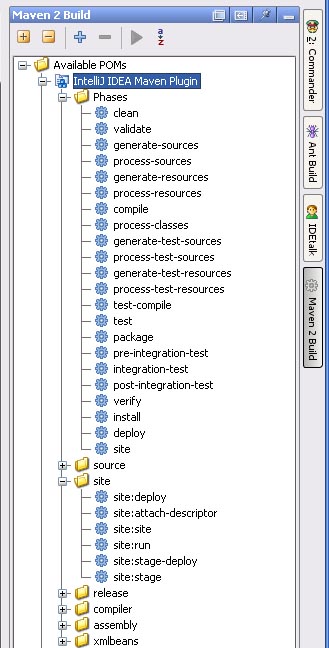 Maven 2 Build
Available POMs
IntelliJ IDEA Maven Plugin
Phases
clean
validate
generate-sources
process-sources
generate-resources
process-resources
compile
process-classes
generate-test-sources
process-test-sources
generate-test-resources
process-test-resources
test-compile
test
package
pre-integration-test
integration-test
post-integration-test
verify
install
deploy
site
source
site
site:deploy
site:attach-descriptor
site:site
site:run
site:stage-deploy
site:stage
release
compiler
assembly
xmlbeans
2: Commander
Ant Build
IDEtalk
Maven 2 Build